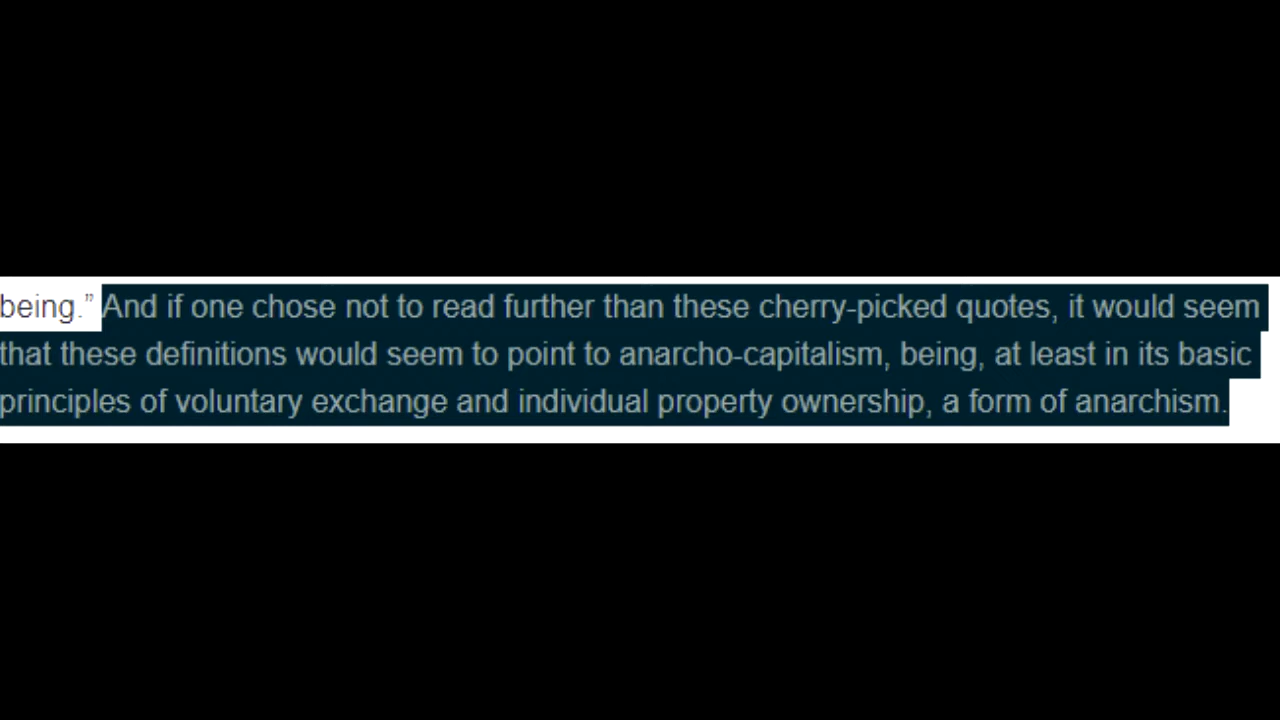 being.” And if one chose not to read further than these cherry-picked quotes, it would seem
that these definitions would seem to point to anarcho-capitalism, being, at least in its basic
principles of voluntary exchange and individual property ownership, a form of anarchism.